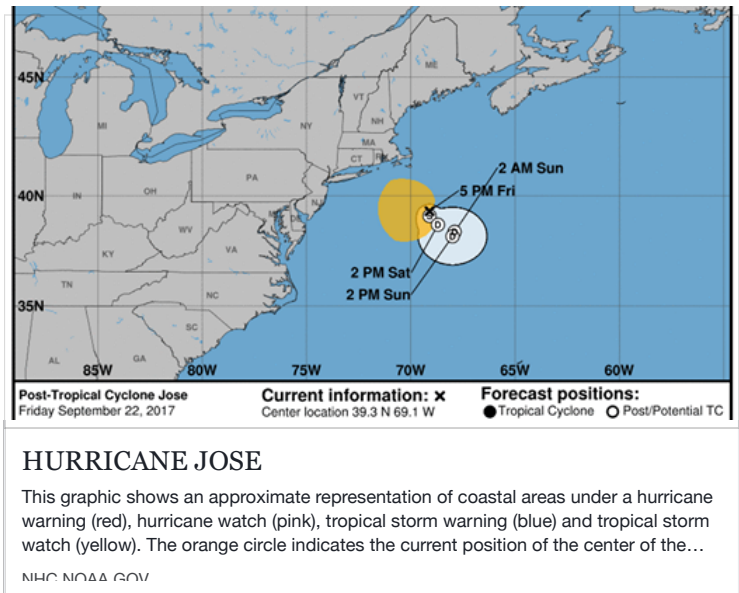 45N
ME
VT
NH
MI
NY
MA
CT
RI
PA
40N
2 AM Sun
5 PM Fri
IN
OH
NJ
MD
DE
WV
VA
KY
2 PM Sat
2 PM Sun
TN
NC
35N
SC
AL
GA
85W
80W
75W
70W
65W
60W
D
Post-Tropical Cyclone Jose
Friday September 22, 2017
Current information: x
Center location 39.3 N 69.1 W
Forecast positions:
● Tropical Cyclone ○ Post/Potential TC
HURRICANE JOSE
This graphic shows an approximate representation of coastal areas under a hurricane
warning (red), hurricane watch (pink), tropical storm warning (blue) and tropical storm
watch (yellow). The orange circle indicates the current position of the center of the…
NHC.NOAA.GOV